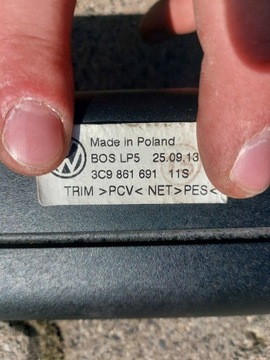 Made in Poland
BOS LP5 25.09.13
3C9 861 691 11S
TRIM >PCV< NET>PES<